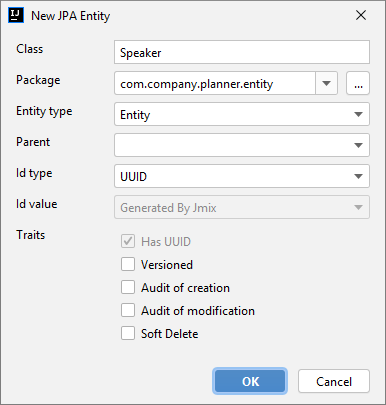 IJ New JPA Entity
Class Speaker
Package com.company.planner.entity ...
Entity type Entity
Parent
Id type UUID
Id value Generated By Jmix
Traits
Has UUID
Versioned
Audit of creation
Audit of modification
Soft Delete
OK Cancel